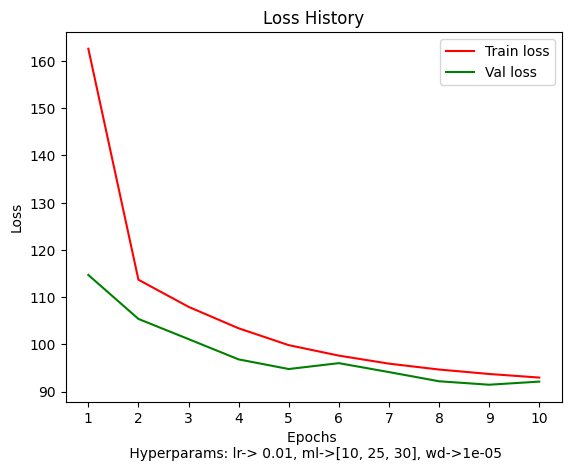 Loss History
Train loss
Val loss
Loss
160
150
140
130
120
110
100
90
1 2 3 4 5 6 7 8 9 10
Epochs
Hyperparams: lr-> 0.01, ml->[10, 25, 30], wd->1e-05